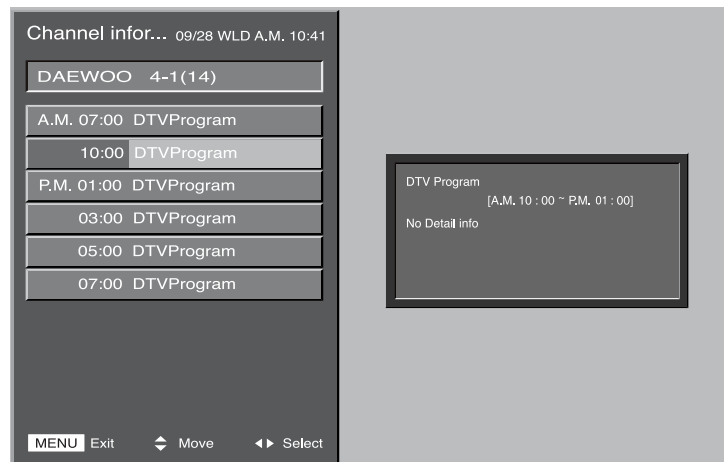 Channel infor... 09/28 WLD A.M. 10:41
DAEWOO 4-1(14)
A.M. 07:00 DTVProgram
10:00 DTVProgram
P.M. 01:00 DTVProgram
03:00 DTVProgram
05:00 DTVProgram
07:00 DTVProgram
MENU Exit Move Select
DTV Program
[A.M. 10 : 00 ~ P.M. 01 : 00]
No Detail info